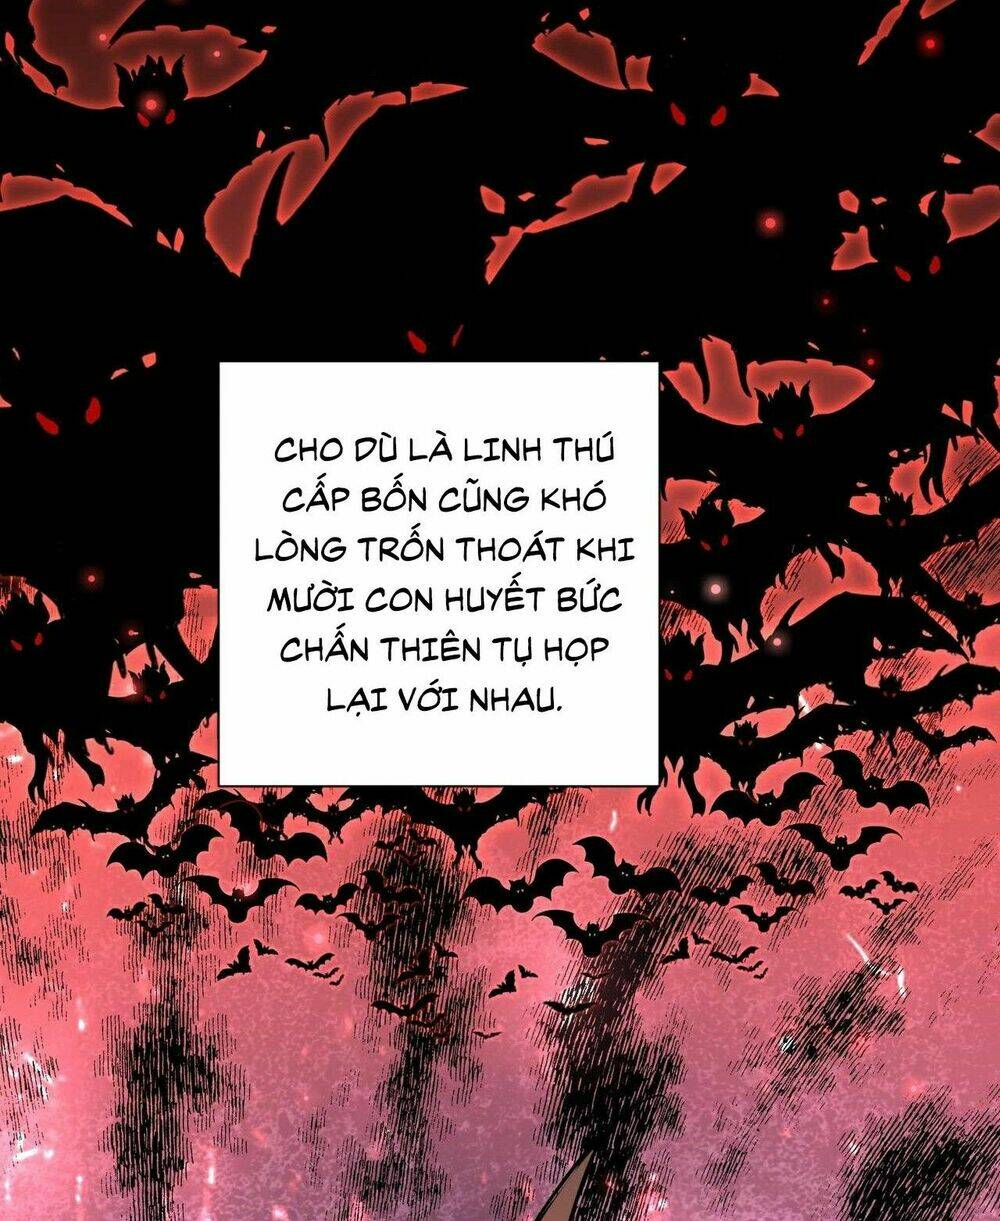 CHO DÙ LÀ LINH THÚ
CẤP BỐN CŨNG KHÓ
LÒNG TRỐN THOÁT KHI
MƯỜI CON HUYẾT BỨC
CHẤN THIÊN TỤ HỌP
LẠI VỚI NHAU.